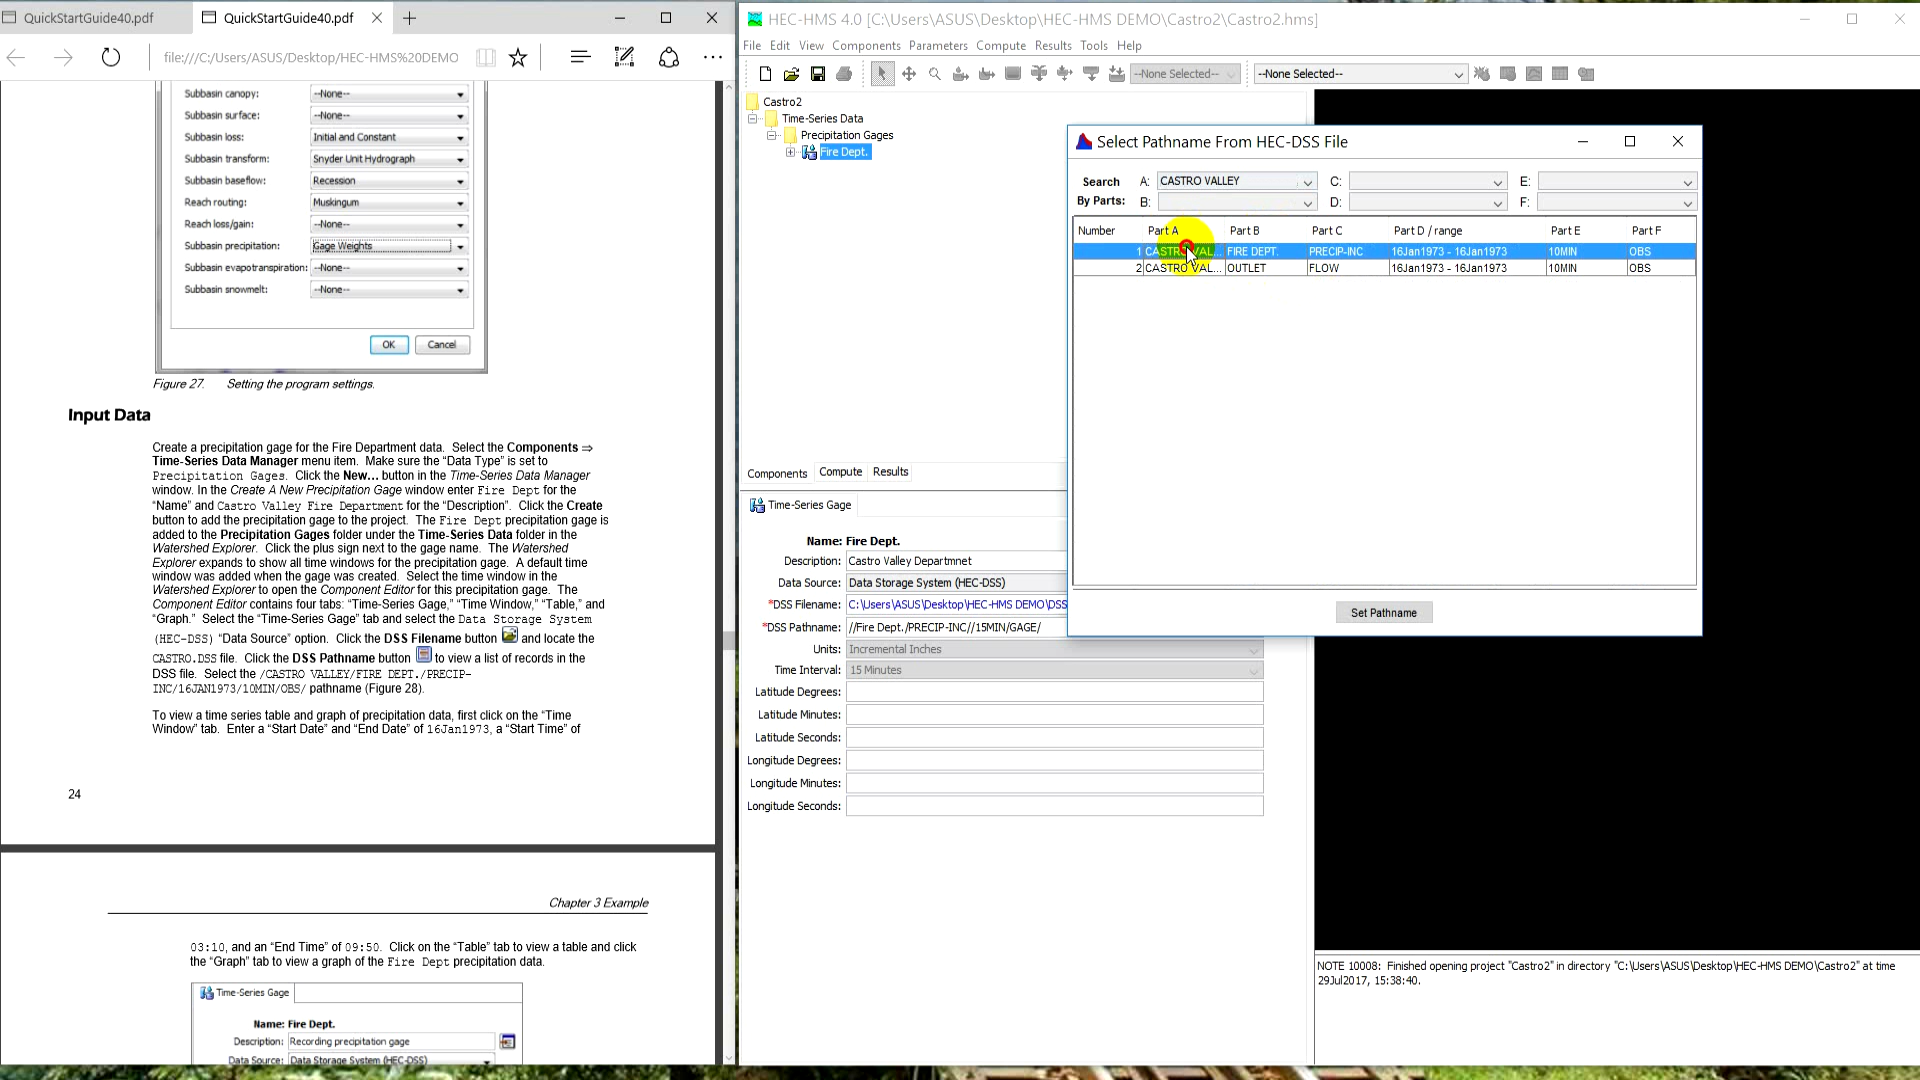 QuickStartGuide40.pdf
QuickStartGuide40.pdf
file:///C:/Users/ASUS/Desktop/HEC-HMS%20DEMO
Subbasin canopy: --None--
Subbasin surface: --None--
Subbasin loss: Initial and Constant
Subbasin transform: Snyder Unit Hydrograph
Subbasin baseflow: Recession
Reach routing: Muskingum
Reach loss/gain: --None--
Subbasin precipitation: Gage Weights
Subbasin evapotranspiration: --None--
Subbasin snowmelt: --None--
OK Cancel
Figure 27. Setting the program settings.
Input Data
Create a precipitation gage for the Fire Department data. Select the Components ⇒
Time-Series Data Manager menu item. Make sure the “Data Type” is set to
Precipitation Gages. Click the New… button in the Time-Series Data Manager
window. In the Create A New Precipitation Gage window enter Fire Dept for the
“Name” and Castro Valley Fire Department for the “Description”. Click the Create
button to add the precipitation gage to the project. The Fire Dept precipitation gage is
added to the Precipitation Gages folder under the Time-Series Data folder in the
Watershed Explorer. Click the plus sign next to the gage name. The Watershed
Explorer expands to show all time windows for the precipitation gage. A default time
window was added when the gage was created. Select the time window in the
Watershed Explorer to open the Component Editor for this precipitation gage. The
Component Editor contains four tabs: “Time-Series Gage,” “Time Window,” “Table,” and
“Graph.” Select the “Time-Series Gage” tab and select the Data Storage System
(HEC-DSS) “Data Source” option. Click the DSS Filename button and locate the
CASTRO.DSS file. Click the DSS Pathname button to view a list of records in the
DSS file. Select the /CASTRO VALLEY/FIRE DEPT./PRECIP-
INC/16JAN1973/10MIN/OBS/ pathname (Figure 28).
To view a time series table and graph of precipitation data, first click on the “Time
Window” tab. Enter a “Start Date” and “End Date” of 16Jan1973, a “Start Time” of
24
Chapter 3 Example
03:10, and an “End Time” of 09:50. Click on the “Table” tab to view a table and click
the “Graph” tab to view a graph of the Fire Dept precipitation data.
Time-Series Gage
Name: Fire Dept.
Description: Recording precipitation gage
Data Source: Data Storage System (HEC-DSS)
HEC-HMS 4.0 [C:\Users\ASUS\Desktop\HEC-HMS DEMO\Castro2\Castro2.hms]
File Edit View Components Parameters Compute Results Tools Help
--None Selected-- --None Selected--
Castro2
Time-Series Data
Precipitation Gages
Fire Dept.
Components Compute Results
Time-Series Gage
Name: Fire Dept.
Description: Castro Valley Departmnet
Data Source: Data Storage System (HEC-DSS)
*DSS Filename: C:\Users\ASUS\Desktop\HEC-HMS DEMO\DSS
*DSS Pathname: //Fire Dept./PRECIP-INC//15MIN/GAGE/
Units: Incremental Inches
Time Interval: 15 Minutes
Latitude Degrees:
Latitude Minutes:
Latitude Seconds:
Longitude Degrees:
Longitude Minutes:
Longitude Seconds:
Select Pathname From HEC-DSS File
Search A: CASTRO VALLEY C: E:
By Parts: B: D: F:
Number Part A Part B Part C Part D / range Part E Part F
1 CASTRO VAL... FIRE DEPT. PRECIP-INC 16Jan1973 - 16Jan1973 10MIN OBS
2 CASTRO VAL... OUTLET FLOW 16Jan1973 - 16Jan1973 10MIN OBS
Set Pathname
NOTE 10008: Finished opening project "Castro2" in directory "C:\Users\ASUS\Desktop\HEC-HMS DEMO\Castro2" at time
29Jul2017, 15:38:40.